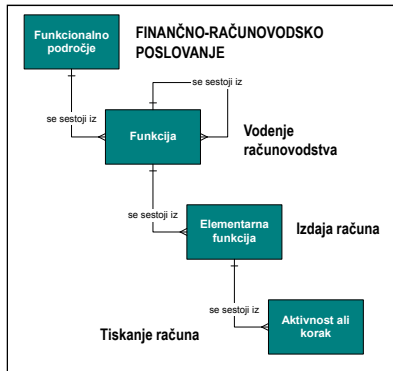 Funkcionalno
področje
FINANČNO-RAČUNOVODSKO
POSLOVANJE
se sestoji iz
se sestoji iz
Funkcija
Vodenje
računovodstva
se sestoji iz
Elementarna
funkcija
Izdaja računa
se sestoji iz
Tiskanje računa
Aktivnost ali
korak